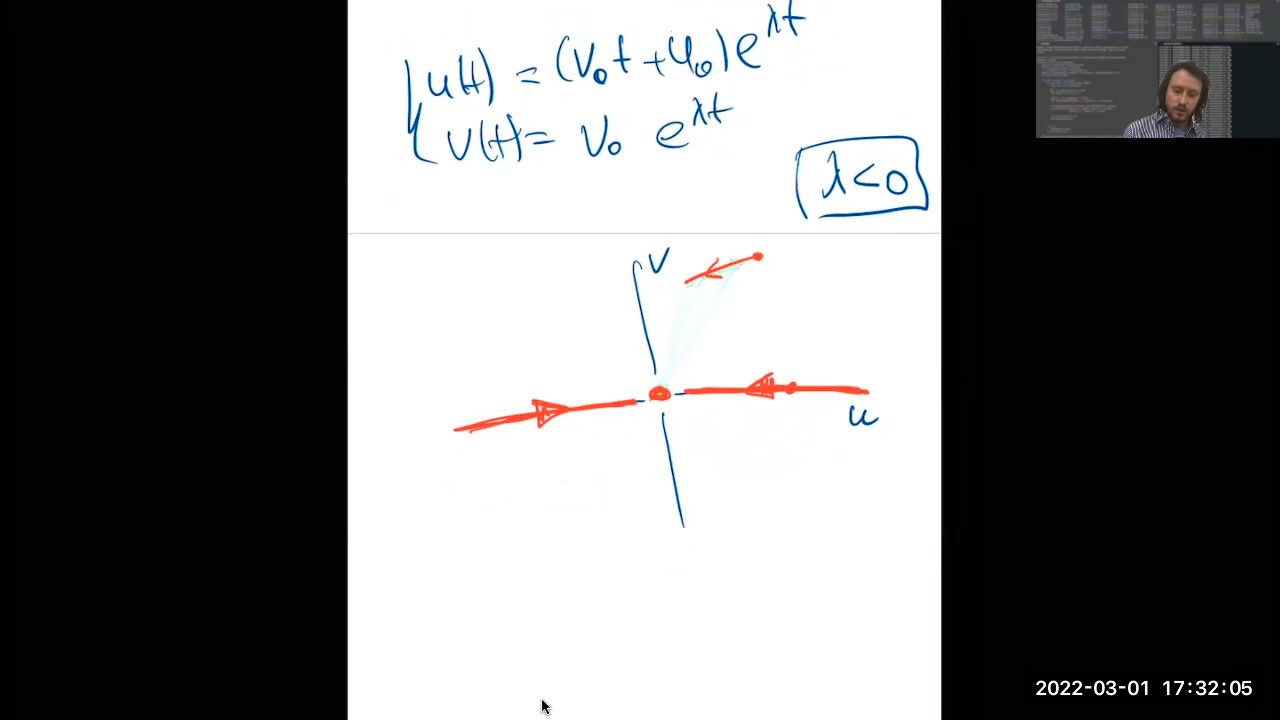 u(t) = (v₀t + u₀) e^{λt}
v(t) = v₀ e^{λt}
λ < 0
v
u
2022-03-01 17:32:05